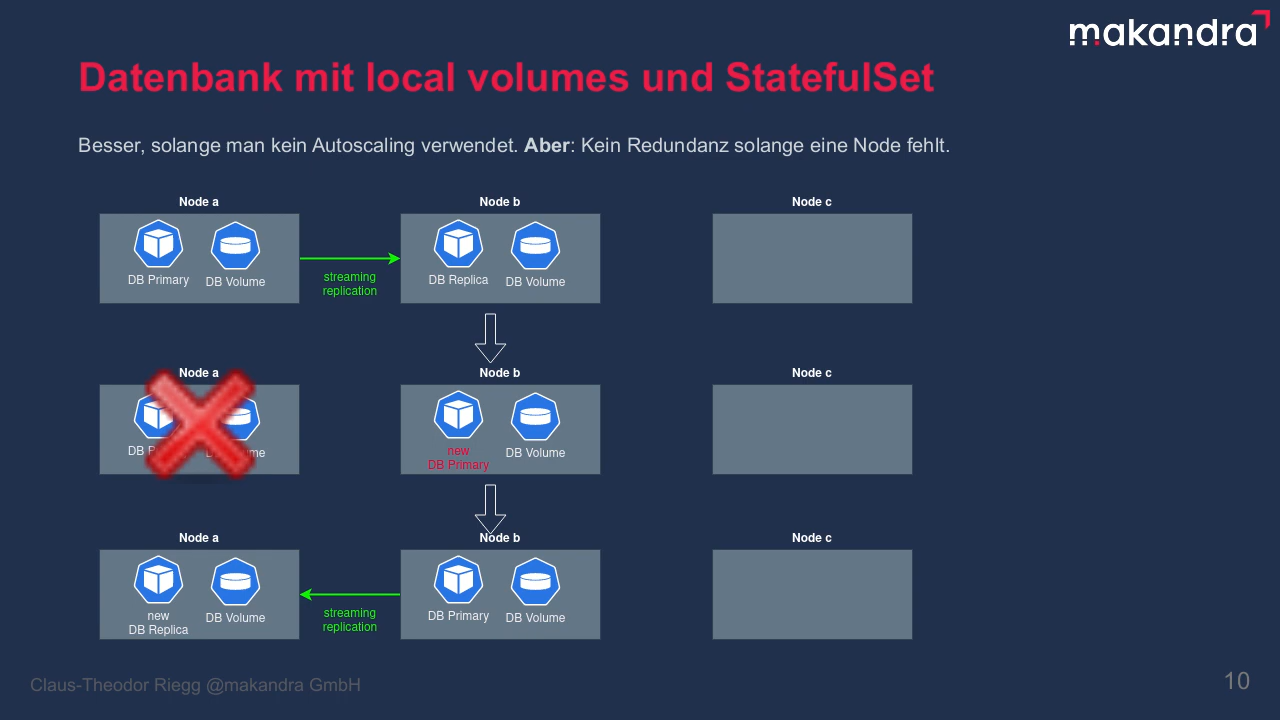 makandra
Datenbank mit local volumes und StatefulSet
Besser, solange man kein Autoscaling verwendet. Aber: Kein Redundanz solange eine Node fehlt.
Node a
Node b
Node c
DB Primary
DB Volume
streaming
replication
DB Replica
DB Volume
Node a
Node b
Node c
new
DB Primary
DB Volume
Node a
Node b
Node c
new
DB Replica
DB Volume
streaming
replication
DB Primary
DB Volume
Claus-Theodor Riegg @makandra GmbH
10